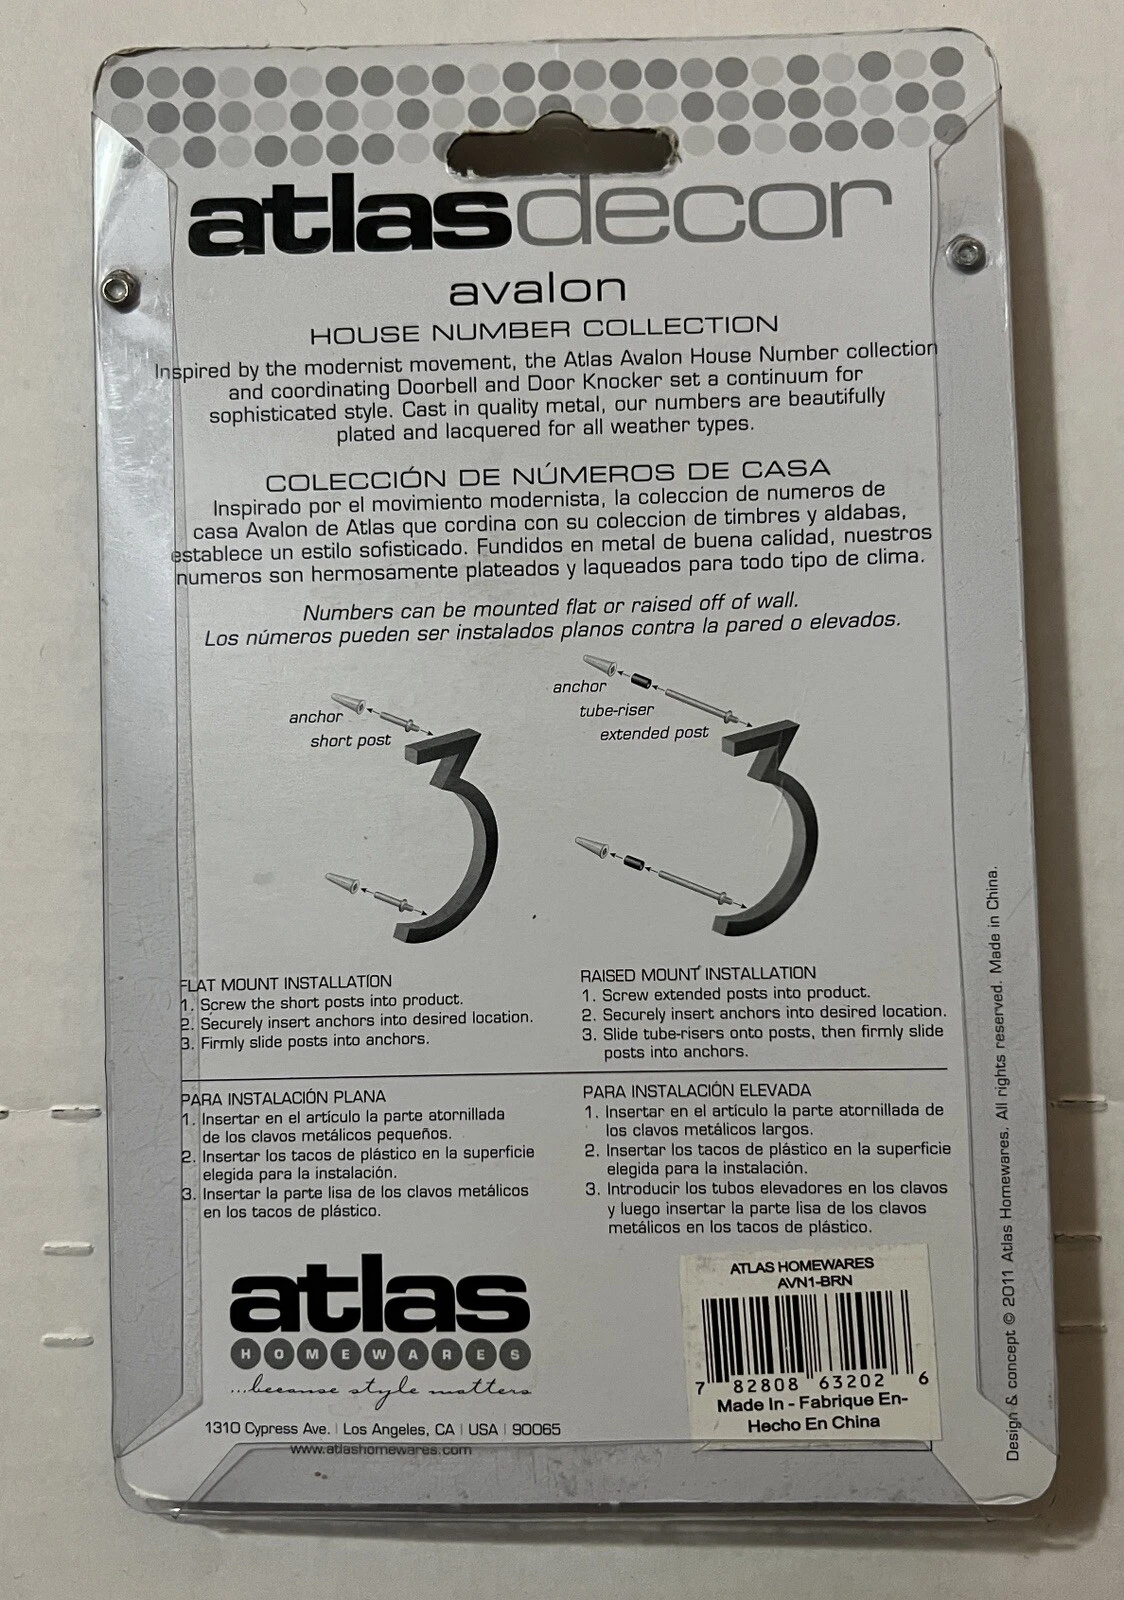 atlasdecor
avalon
HOUSE NUMBER COLLECTION
Inspired by the modernist movement, the Atlas Avalon House Number collection
and coordinating Doorbell and Door Knocker set a continuum for
sophisticated style. Cast in quality metal, our numbers are beautifully
plated and lacquered for all weather types.
COLECCIÓN DE NÚMEROS DE CASA
Inspirado por el movimiento modernista, la coleccion de numeros de
casa Avalon de Atlas que cordina con su coleccion de timbres y aldabas,
establece un estilo sofisticado. Fundidos en metal de buena calidad, nuestros
numeros son hermosamente plateados y laqueados para todo tipo de clima.
Numbers can be mounted flat or raised off of wall.
Los números pueden ser instalados planos contra la pared o elevados.
anchor
short post
3
anchor
tube-riser
extended post
3
FLAT MOUNT INSTALLATION
1. Screw the short posts into product.
2. Securely insert anchors into desired location.
3. Firmly slide posts into anchors.
RAISED MOUNT INSTALLATION
1. Screw extended posts into product.
2. Securely insert anchors into desired location.
3. Slide tube-risers onto posts, then firmly slide
posts into anchors.
PARA INSTALACIÓN PLANA
1. Insertar en el artículo la parte atornillada
de los clavos metálicos pequeños.
2. Insertar los tacos de plástico en la superficie
elegida para la instalación.
3. Insertar la parte lisa de los clavos metálicos
en los tacos de plástico.
PARA INSTALACIÓN ELEVADA
1. Insertar en el artículo la parte atornillada de
los clavos metálicos largos.
2. Insertar los tacos de plástico en la superficie
elegida para la instalación.
3. Introducir los tubos elevadores en los clavos
y luego insertar la parte lisa de los clavos
metálicos en los tacos de plástico.
atlas
HOMEWARES
...because style matters
1310 Cypress Ave. | Los Angeles, CA | USA | 90065
www.atlashomewares.com
ATLAS HOMEWARES
AVN1-BRN
7 82808 63202 6
Made In - Fabrique En-
Hecho En China
Design & concept © 2011 Atlas Homewares. All rights reserved. Made in China.